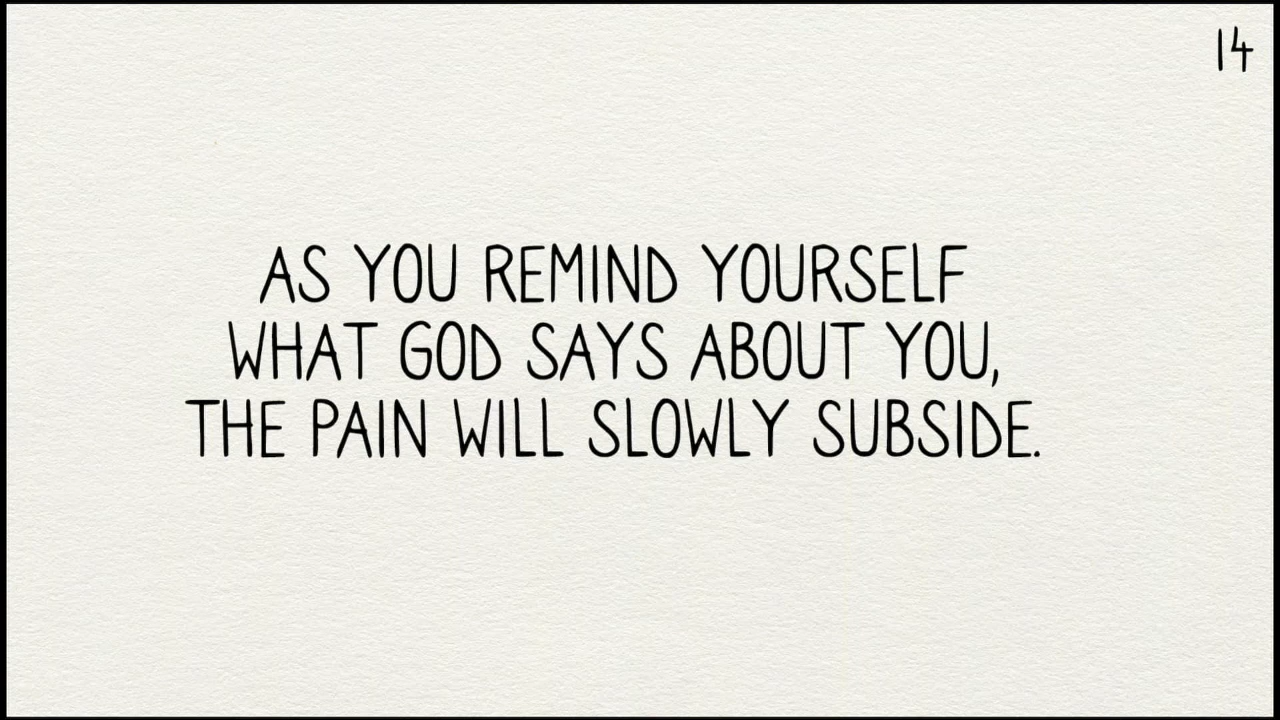 14
AS YOU REMIND YOURSELF
WHAT GOD SAYS ABOUT YOU,
THE PAIN WILL SLOWLY SUBSIDE.